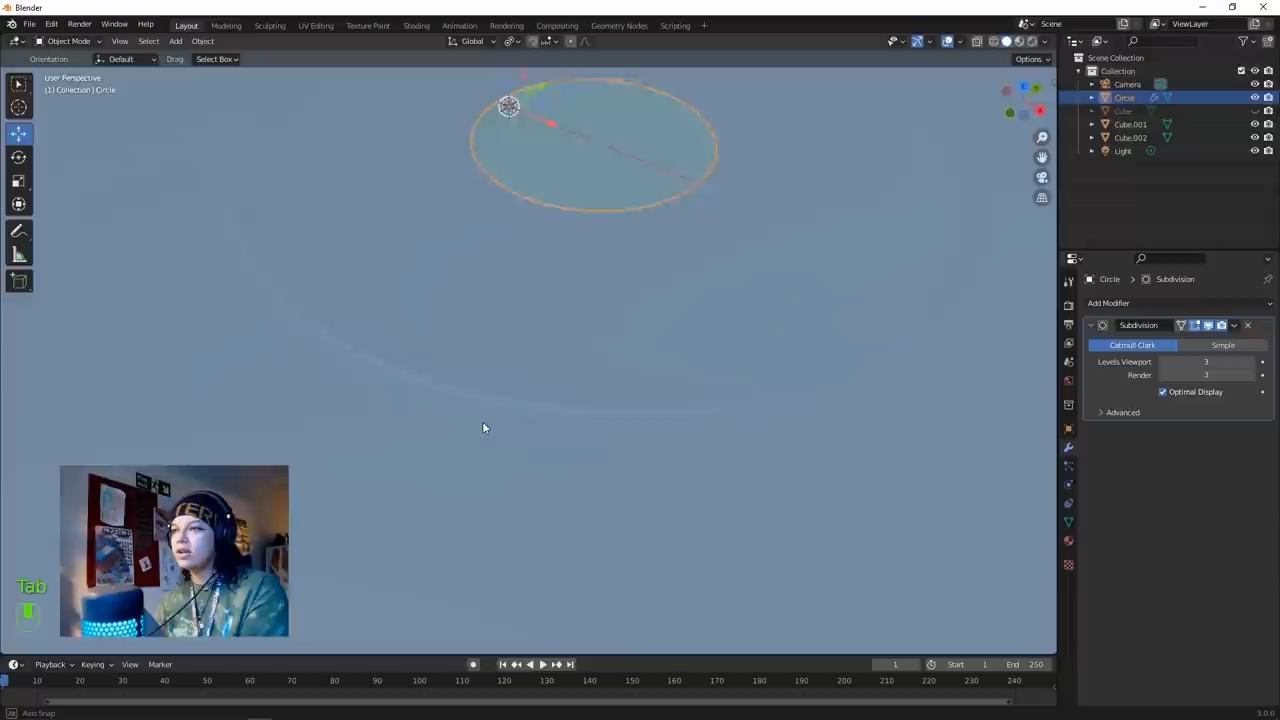 Blender
File Edit Render Window Help
Layout Modeling Sculpting UV Editing Texture Paint Shading Animation Rendering Compositing Geometry Nodes Scripting +
Scene
ViewLayer
Object Mode View Select Add Object
Global
Orientation: Default Drag: Select Box
Options
User Perspective
(1) Collection | Circle
Scene Collection
Collection
Camera
Circle
Cube
Cube.001
Cube.002
Light
Circle > Subdivision
Add Modifier
Subdivision
Catmull-Clark Simple
Levels Viewport 3
Render 3
Optimal Display
Advanced
Tab
Playback Keying View Marker
1 Start 1 End 250
10 20 30 40 50 60 70 80 90 100 110 120 130 140 150 160 170 180 190 200 210 220 230 240
Axis Snap
3.0.0